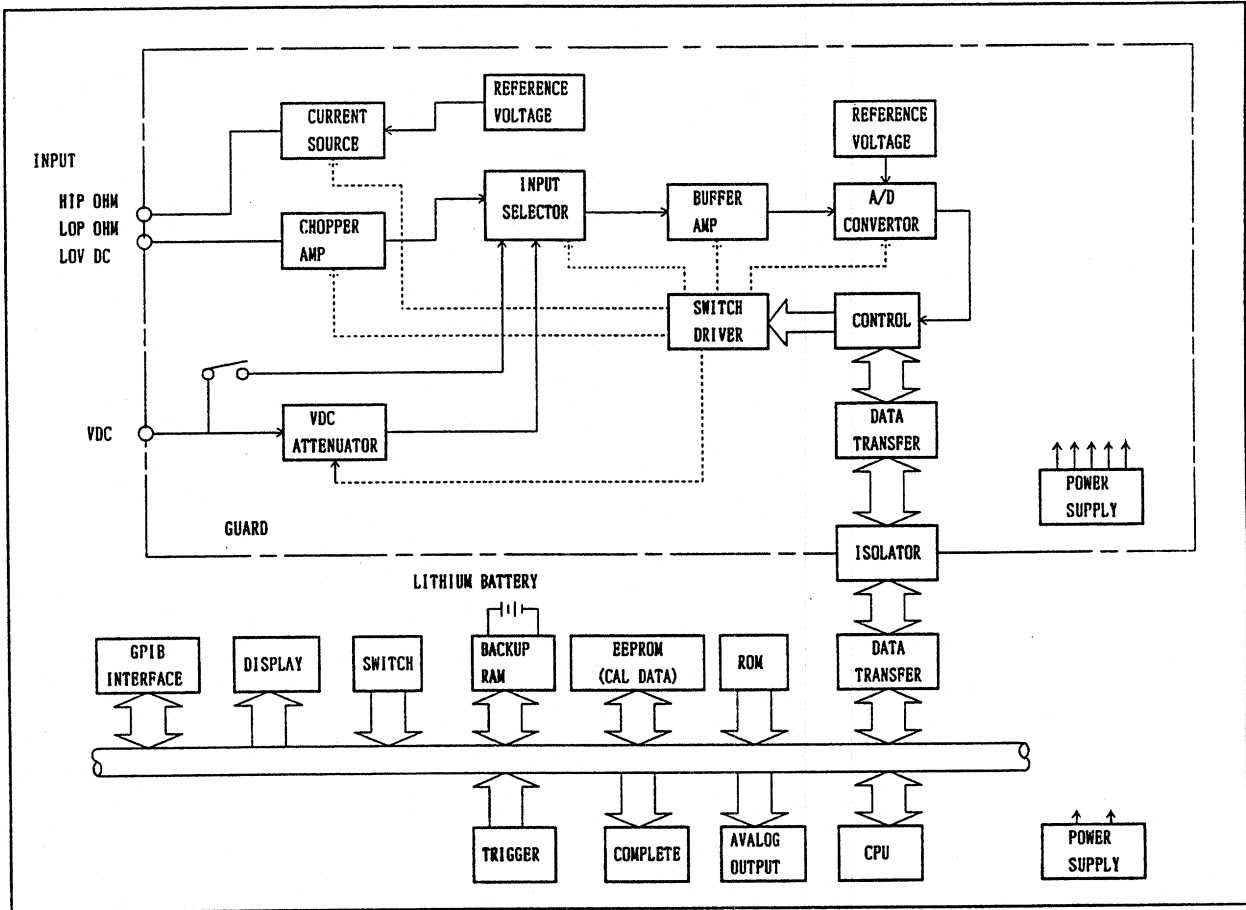 REFERENCE
VOLTAGE
CURRENT
SOURCE
REFERENCE
VOLTAGE
INPUT
HIP OHM
LOP OHM
LOV DC
CHOPPER
AMP
INPUT
SELECTOR
BUFFER
AMP
A/D
CONVERTOR
SWITCH
DRIVER
CONTROL
VDC
VDC
ATTENUATOR
DATA
TRANSFER
POWER
SUPPLY
GUARD
ISOLATOR
LITHIUM BATTERY
GPIB
INTERFACE
DISPLAY
SWITCH
BACKUP
RAM
EEPROM
(CAL DATA)
ROM
DATA
TRANSFER
TRIGGER
COMPLETE
AVALOG
OUTPUT
CPU
POWER
SUPPLY